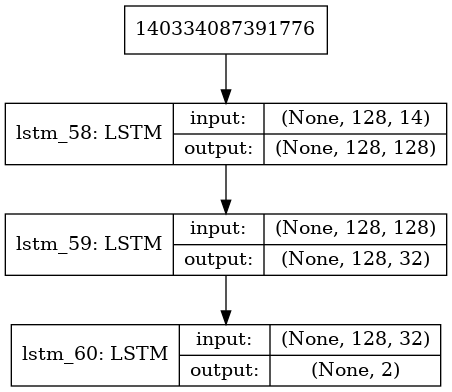 140334087391776
lstm_58: LSTM
input:
(None, 128, 14)
output:
(None, 128, 128)
lstm_59: LSTM
input:
(None, 128, 128)
output:
(None, 128, 32)
lstm_60: LSTM
input:
(None, 128, 32)
output:
(None, 2)